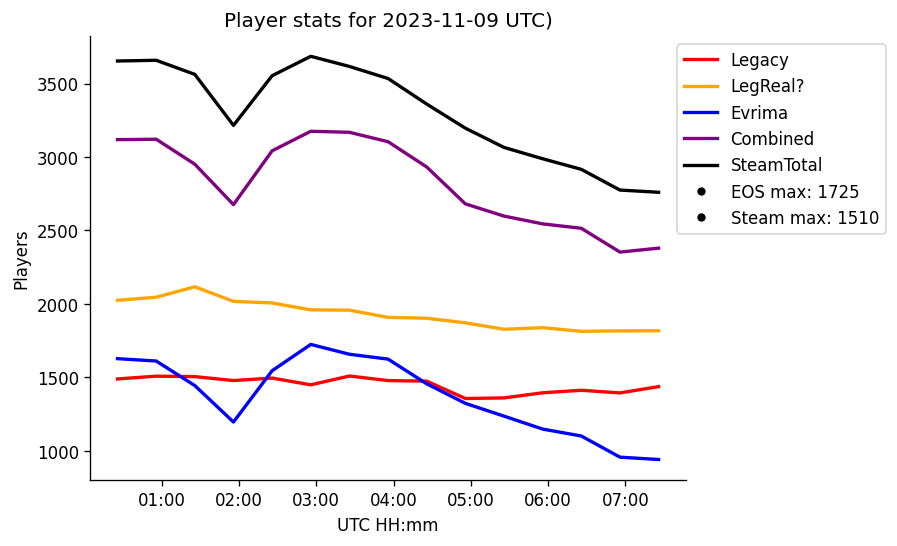 Player stats for 2023-11-09 UTC)
Legacy
LegReal?
Evrima
Combined
SteamTotal
EOS max: 1725
Steam max: 1510
Players
3500
3000
2500
2000
1500
1000
01:00 02:00 03:00 04:00 05:00 06:00 07:00
UTC HH:mm